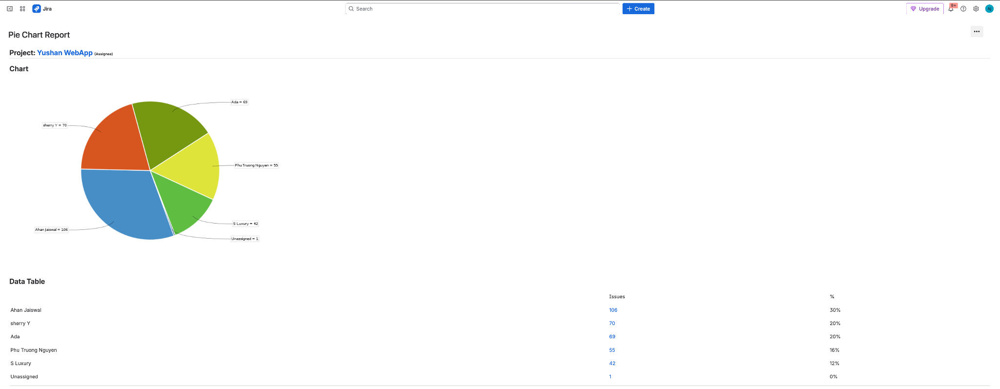 Jira
Search
Create
Upgrade
9+
AJ
Pie Chart Report
Project: Yushan WebApp (Assignee)
Chart
Ada = 69
sherry Y = 70
Phu Truong Nguyen = 55
S Luxury = 42
Ahan Jaiswal = 106
Unassigned = 1
Data Table
Issues %
Ahan Jaiswal 106 30%
sherry Y 70 20%
Ada 69 20%
Phu Truong Nguyen 55 16%
S Luxury 42 12%
Unassigned 1 0%